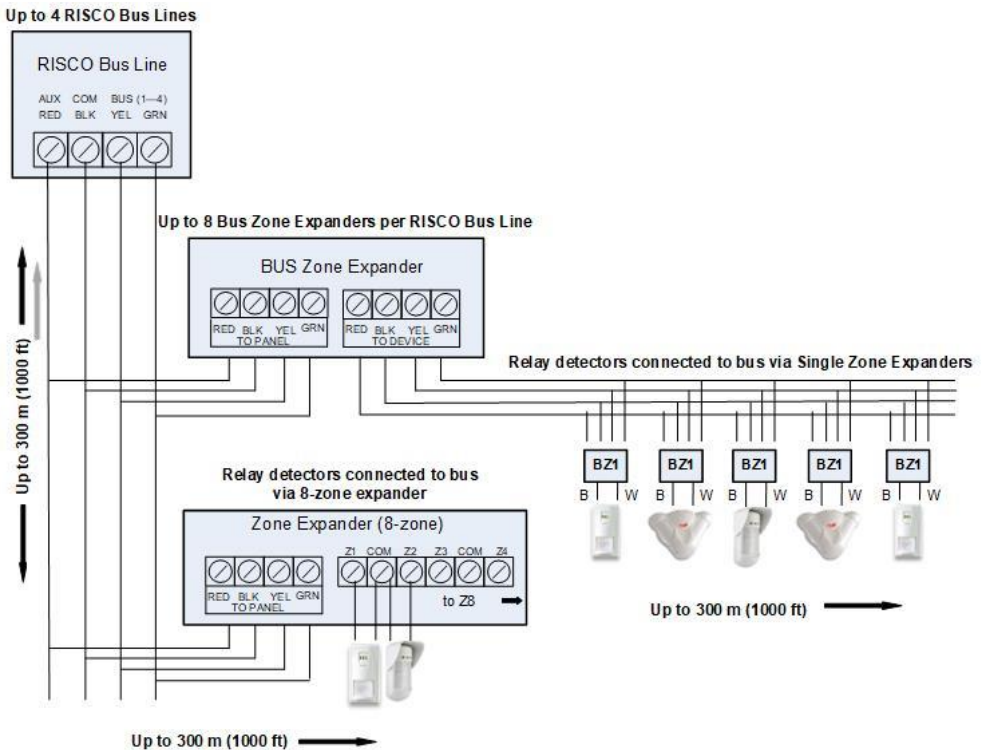 Up to 4 RISCO Bus Lines
RISCO Bus Line
AUX COM BUS (1—4)
RED BLK YEL GRN
Up to 8 Bus Zone Expanders per RISCO Bus Line
BUS Zone Expander
RED BLK YEL GRN
TO PANEL
RED BLK YEL GRN
TO DEVICE
Up to 300 m (1000 ft)
Relay detectors connected to bus via Single Zone Expanders
BZ1 BZ1 BZ1 BZ1 BZ1
B W B W B W B W B W
Up to 300 m (1000 ft)
Relay detectors connected to bus
via 8-zone expander
Zone Expander (8-zone)
Z1 COM Z2 Z3 COM Z4
RED BLK YEL GRN
TO PANEL
to Z8
Up to 300 m (1000 ft)